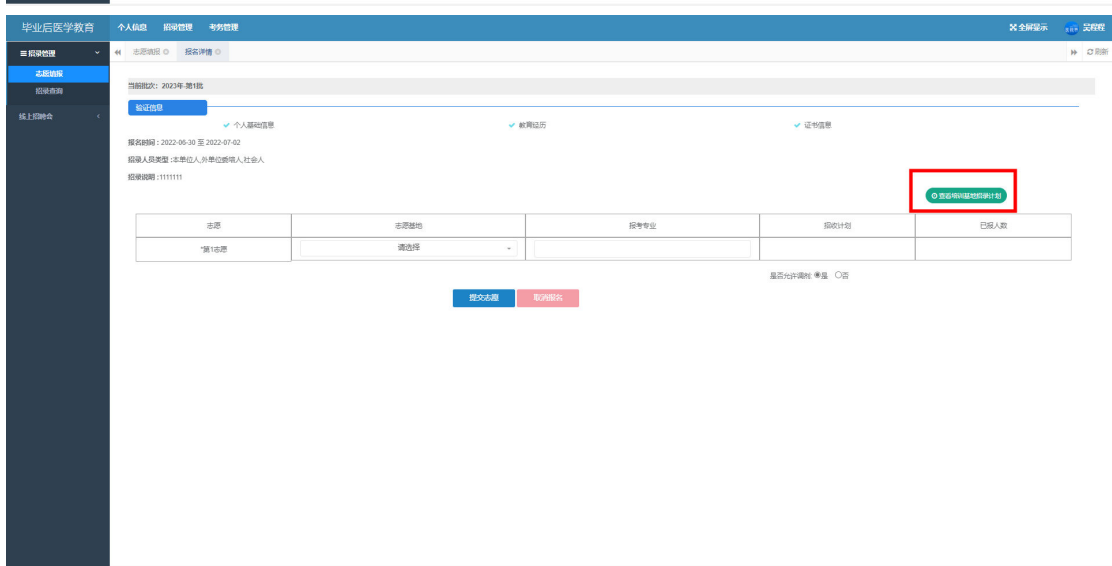 毕业后医学教育 个人信息 招录管理 考务管理 全屏显示 吴程程
招录管理 志愿填报 报名详情 刷新
志愿填报
招录查询
线上招聘会
当前批次：2023年-第1批
验证信息
个人基础信息 教育经历 证书信息
报名时间：2022-06-30 至 2022-07-02
招录人员类型 :本单位人,外单位委培人,社会人
招录说明 :1111111
查看培训基地招录计划
志愿 志愿基地 报考专业 招收计划 已报人数
*第1志愿 请选择
是否允许调剂 是 否
提交志愿 取消报名